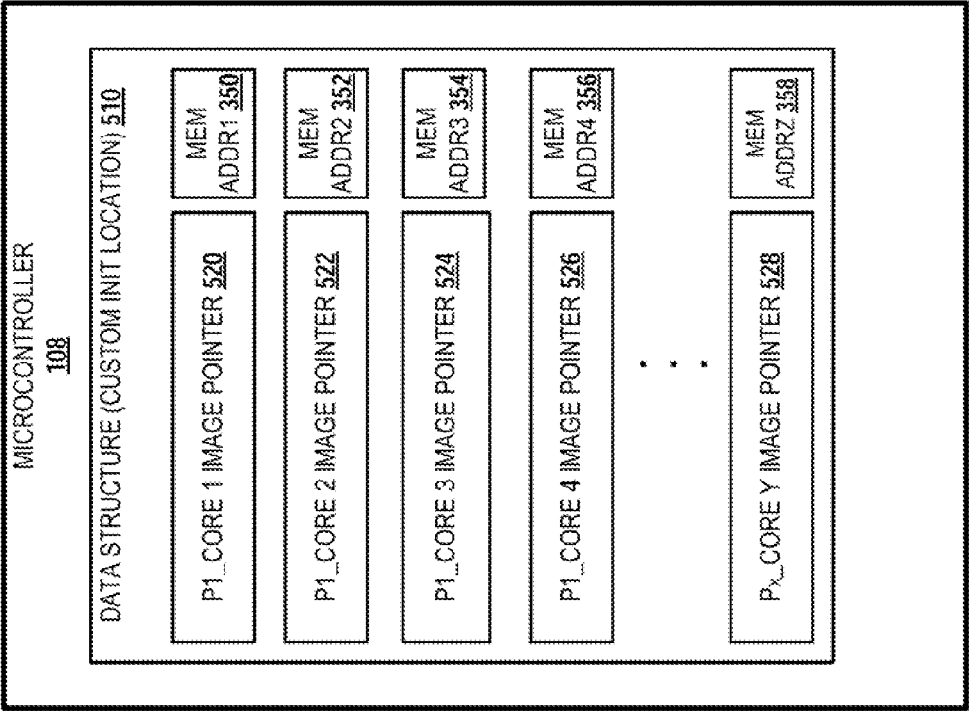 MICROCONTROLLER
108
DATA STRUCTURE (CUSTOM INIT LOCATION) 510
P1_CORE 1 IMAGE POINTER 520
MEM
ADDR1 350
P1_CORE 2 IMAGE POINTER 522
MEM
ADDR2 352
P1_CORE 3 IMAGE POINTER 524
MEM
ADDR3 354
P1_CORE 4 IMAGE POINTER 526
MEM
ADDR4 356
. . .
Px_CORE Y IMAGE POINTER 528
MEM
ADDRZ 358